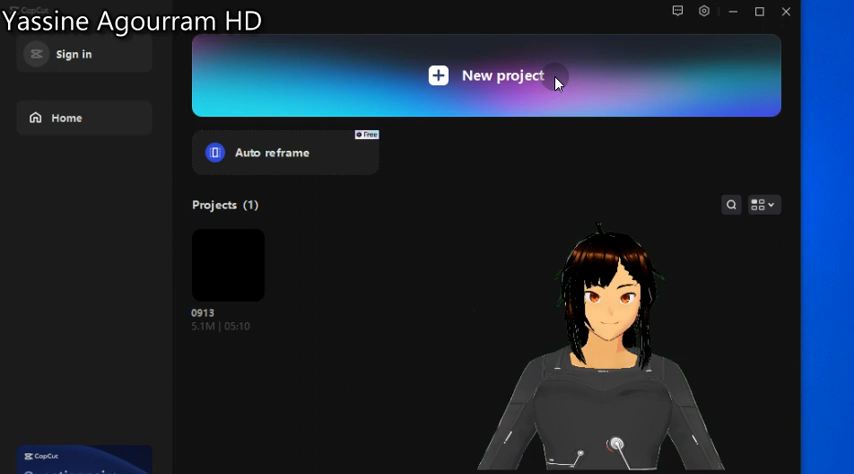 CapCut
Yassine Agourram HD
Sign in
New project
Home
Free
Auto reframe
Projects (1)
0913
5.1M | 05:10
CapCut